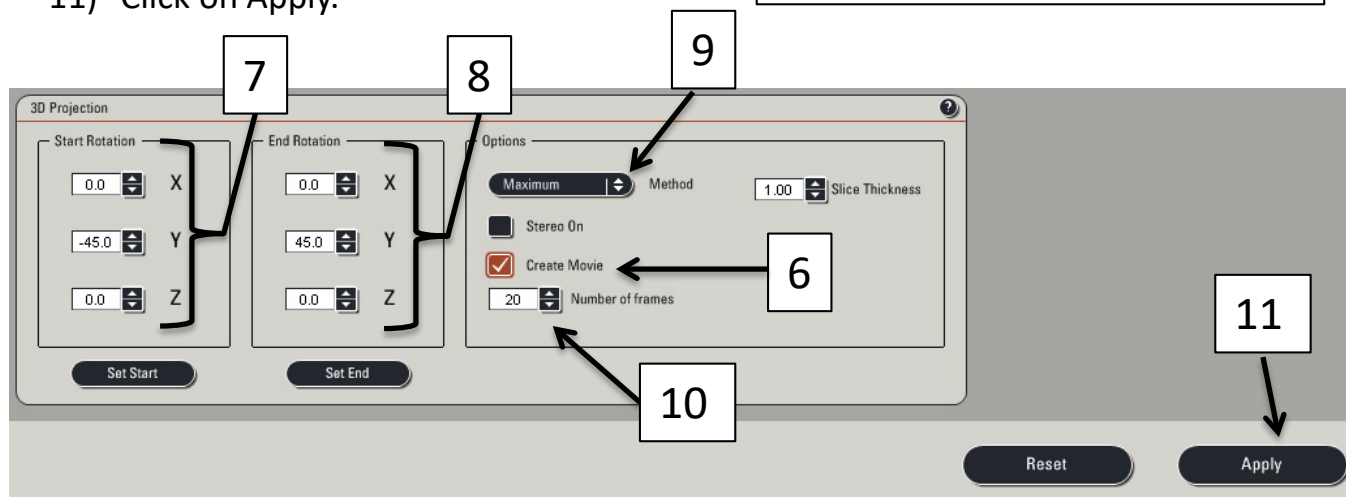 11) Click on Apply.
7
8
9
3D Projection
?
Start Rotation
End Rotation
Options
0.0 X
0.0 X
Maximum Method
1.00 Slice Thickness
Stereo On
-45.0 Y
45.0 Y
Create Movie
6
0.0 Z
0.0 Z
20 Number of frames
11
Set Start
Set End
10
Reset
Apply